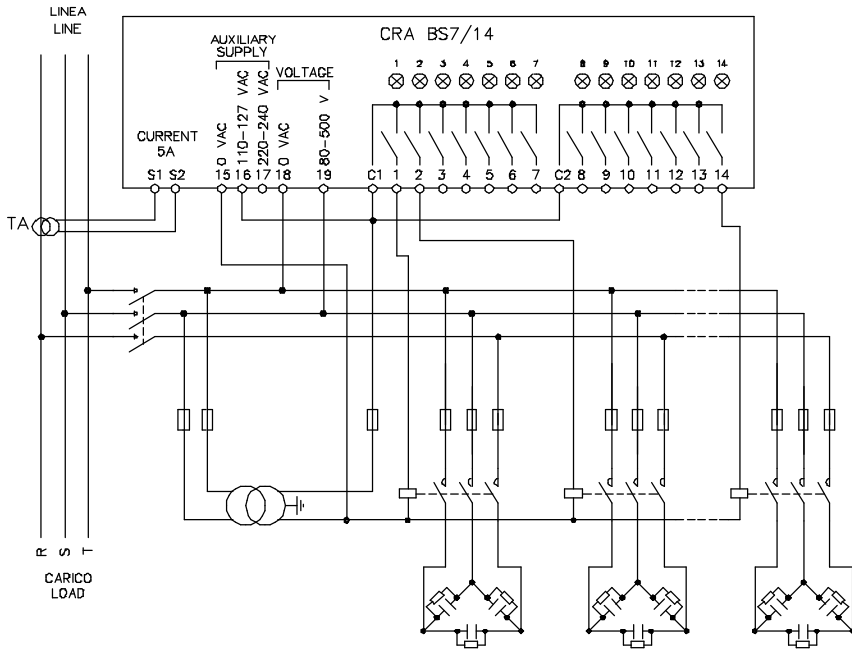 LINEA
LINE
CRA BS7/14
AUXILIARY
SUPPLY
VOLTAGE
1 2 3 4 5 6 7 8 9 10 11 12 13 14
CURRENT
5A
0 VAC
110-127 VAC
220-240 VAC
0 VAC
80-500 V
S1 S2 15 16 17 18 19 C1 1 2 3 4 5 6 7 C2 8 9 10 11 12 13 14
TA
R S T
CARICO
LOAD